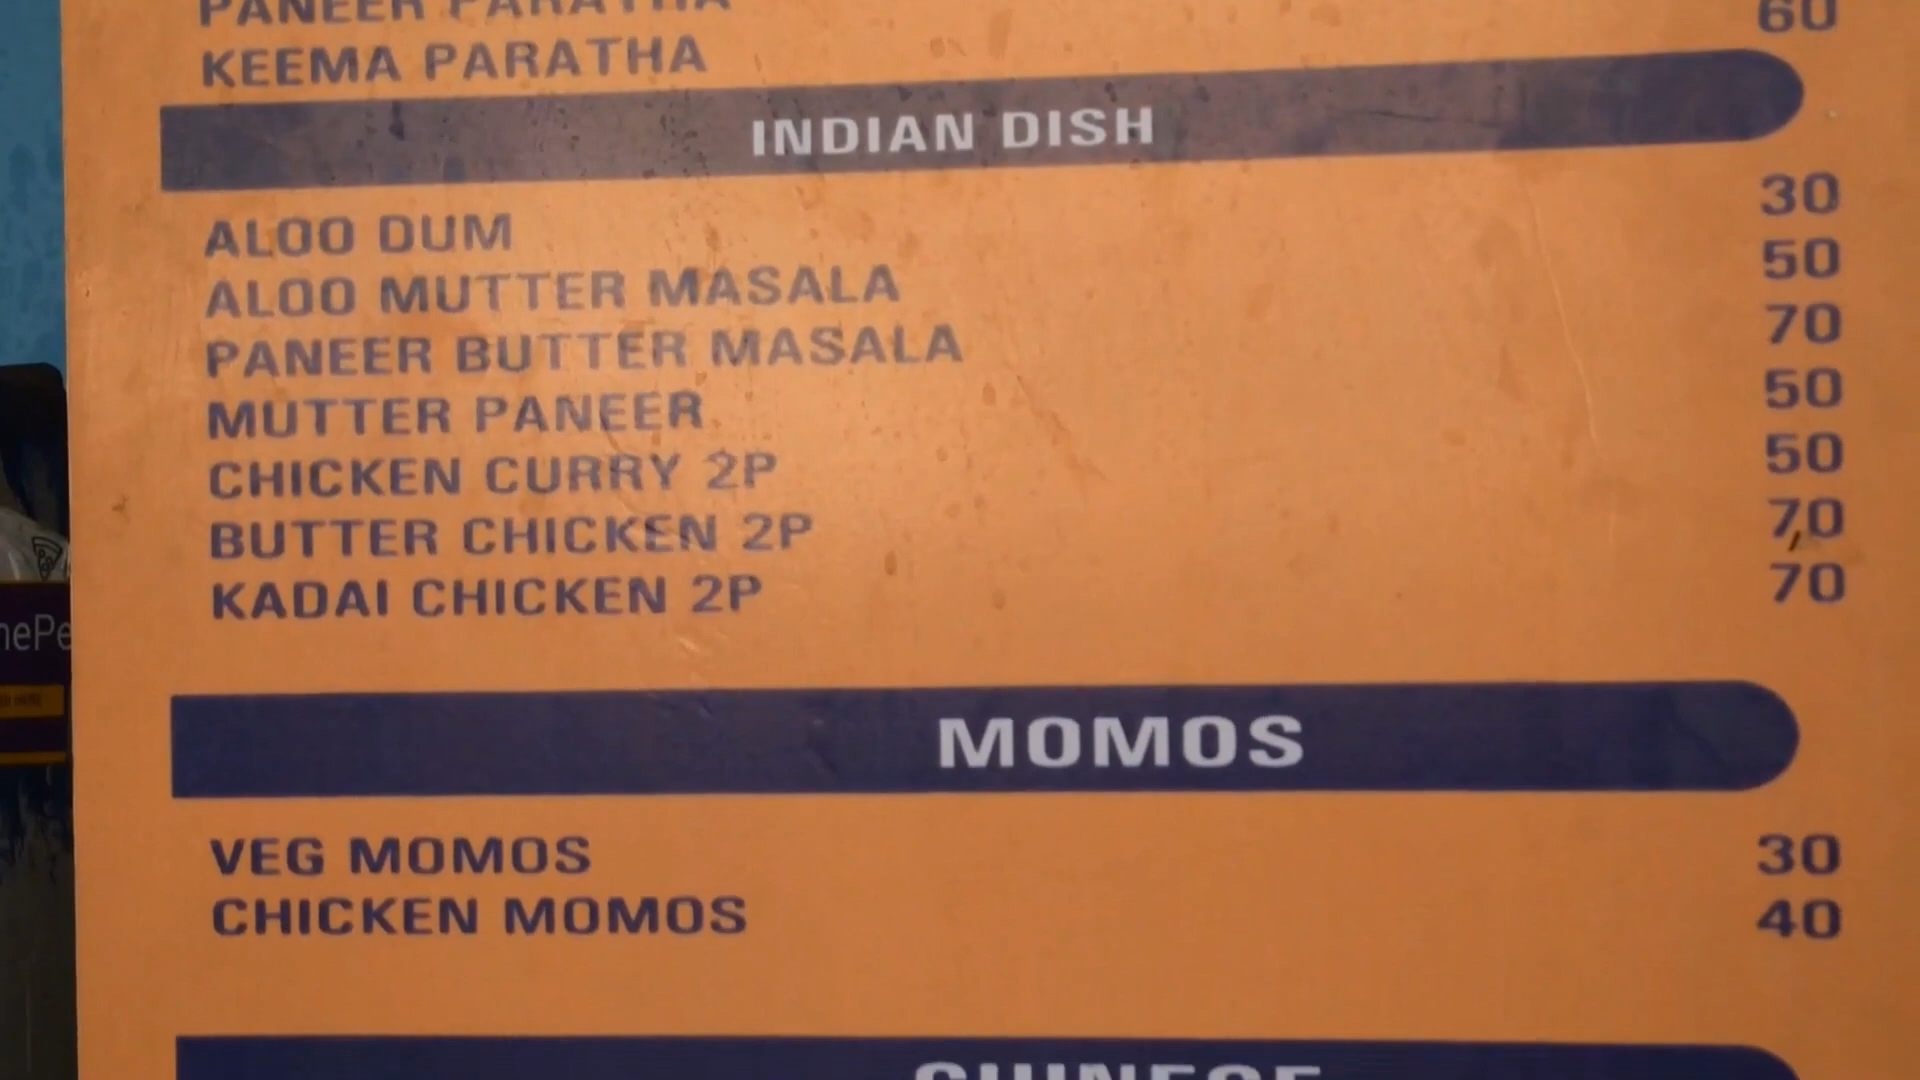 PANEER PARATHA
KEEMA PARATHA 60
INDIAN DISH
ALOO DUM 30
ALOO MUTTER MASALA 50
PANEER BUTTER MASALA 70
MUTTER PANEER 50
CHICKEN CURRY 2P 50
BUTTER CHICKEN 2P 70
KADAI CHICKEN 2P 70
MOMOS
VEG MOMOS 30
CHICKEN MOMOS 40
CHINESE